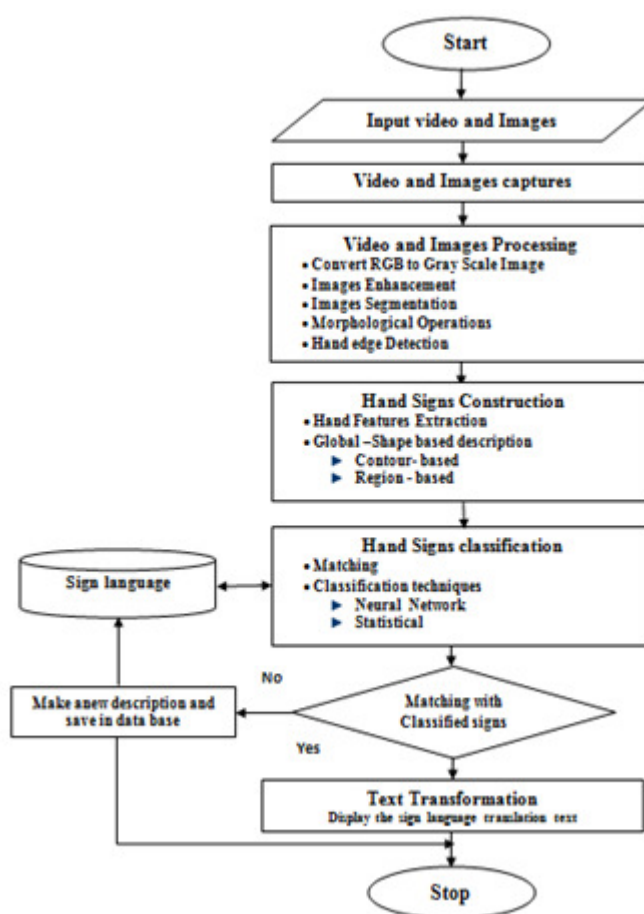 Start
Input video and Images
Video and Images captures
Video and Images Processing
• Convert RGB to Gray Scale Image
• Images Enhancement
• Images Segmentation
• Morphological Operations
• Hand edge Detection
Hand Signs Construction
• Hand Features Extraction
• Global –Shape based description
► Contour- based
► Region - based
Hand Signs classification
• Matching
• Classification techniques
► Neural Network
► Statistical
Sign language
No
Make anew description and
save in data base
Matching with
Classified signs
Yes
Text Transformation
Display the sign language translation text
Stop